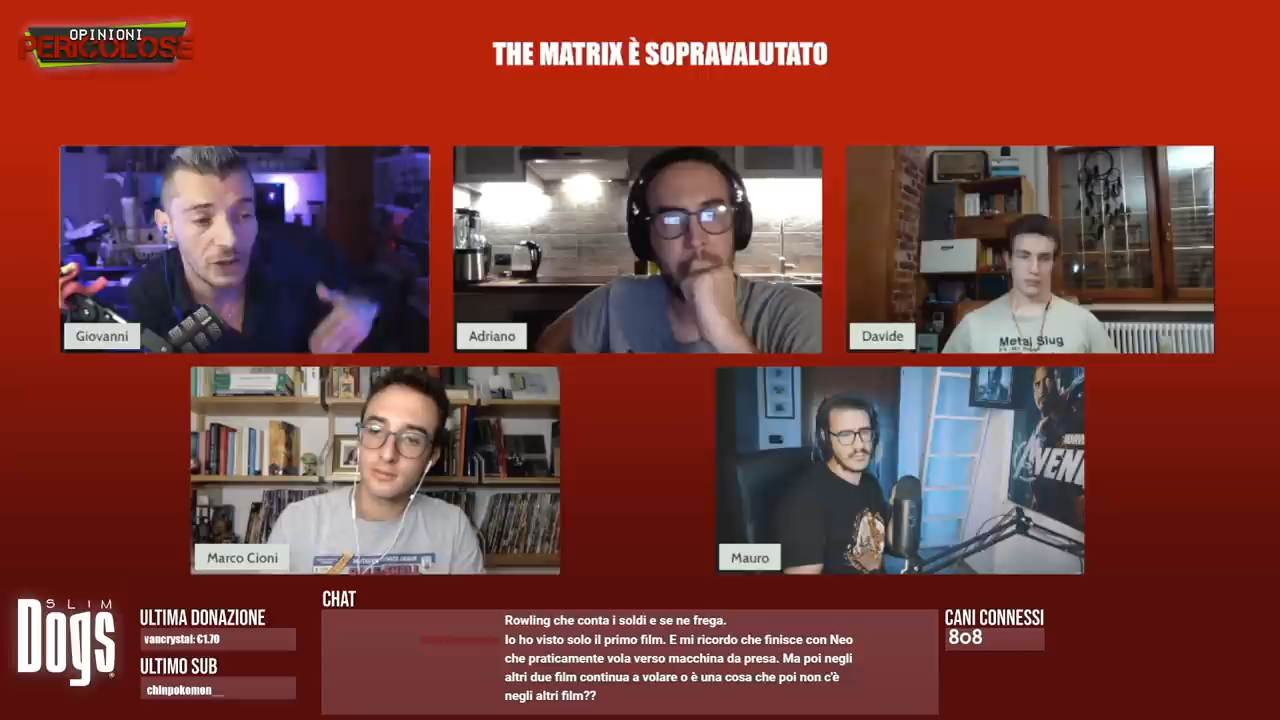 OPINIONI
PERICOLOSE
THE MATRIX È SOPRAVALUTATO
Giovanni
Adriano
Metal Slug
Davide
AVEN
Marco Cioni
Mauro
SLIM
Dogs
ULTIMA DONAZIONE
vancrystal: €1.70
ULTIMO SUB
chinpokomon__
CHAT
Rowling che conta i soldi e se ne frega.
Io ho visto solo il primo film. E mi ricordo che finisce con Neo
che praticamente vola verso macchina da presa. Ma poi negli
altri due film continua a volare o è una cosa che poi non c'è
negli altri film??
CANI CONNESSI
808